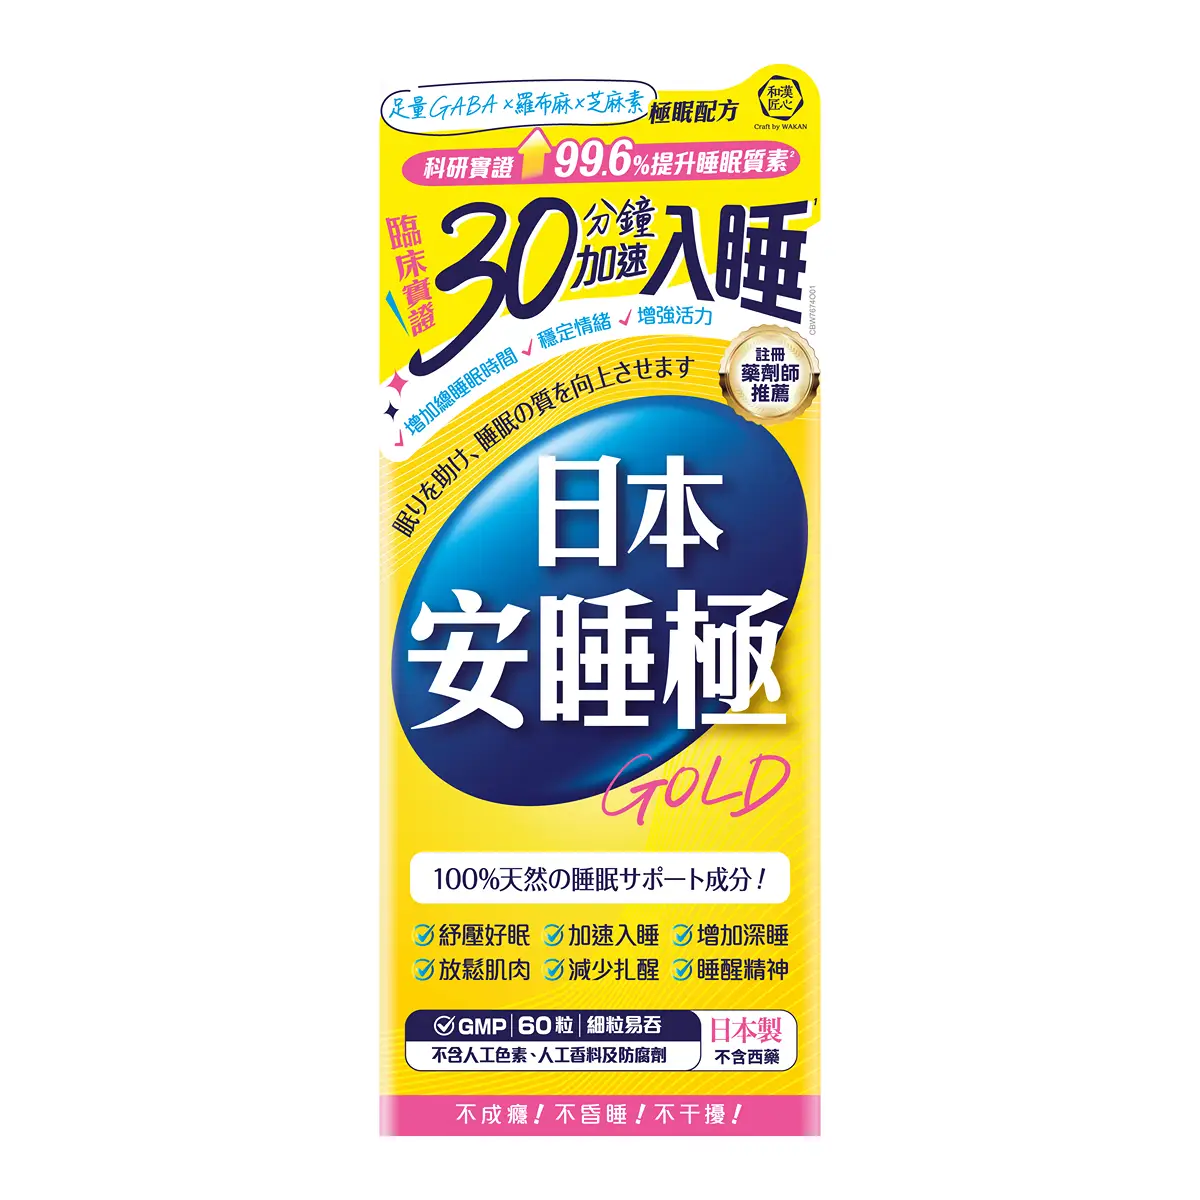 足量GABA×羅布麻×芝麻素 極眠配方
和漢
匠心
Craft by WAKAN
科研實證 99.6%提升睡眠質素²
臨床實證
30分鐘加速入睡¹
✓增加總睡眠時間 ✓穩定情緒 ✓增強活力
CBW7674O01
註冊
藥劑師
推薦
眠りを助け、睡眠の質を向上させます
日本
安睡極
GOLD
100%天然の睡眠サポート成分!
紓壓好眠 加速入睡 增加深睡
放鬆肌肉 減少扎醒 睡醒精神
GMP|60粒|細粒易吞
不含人工色素、人工香料及防腐劑
日本製
不含西藥
不成癮!不昏睡!不干擾!